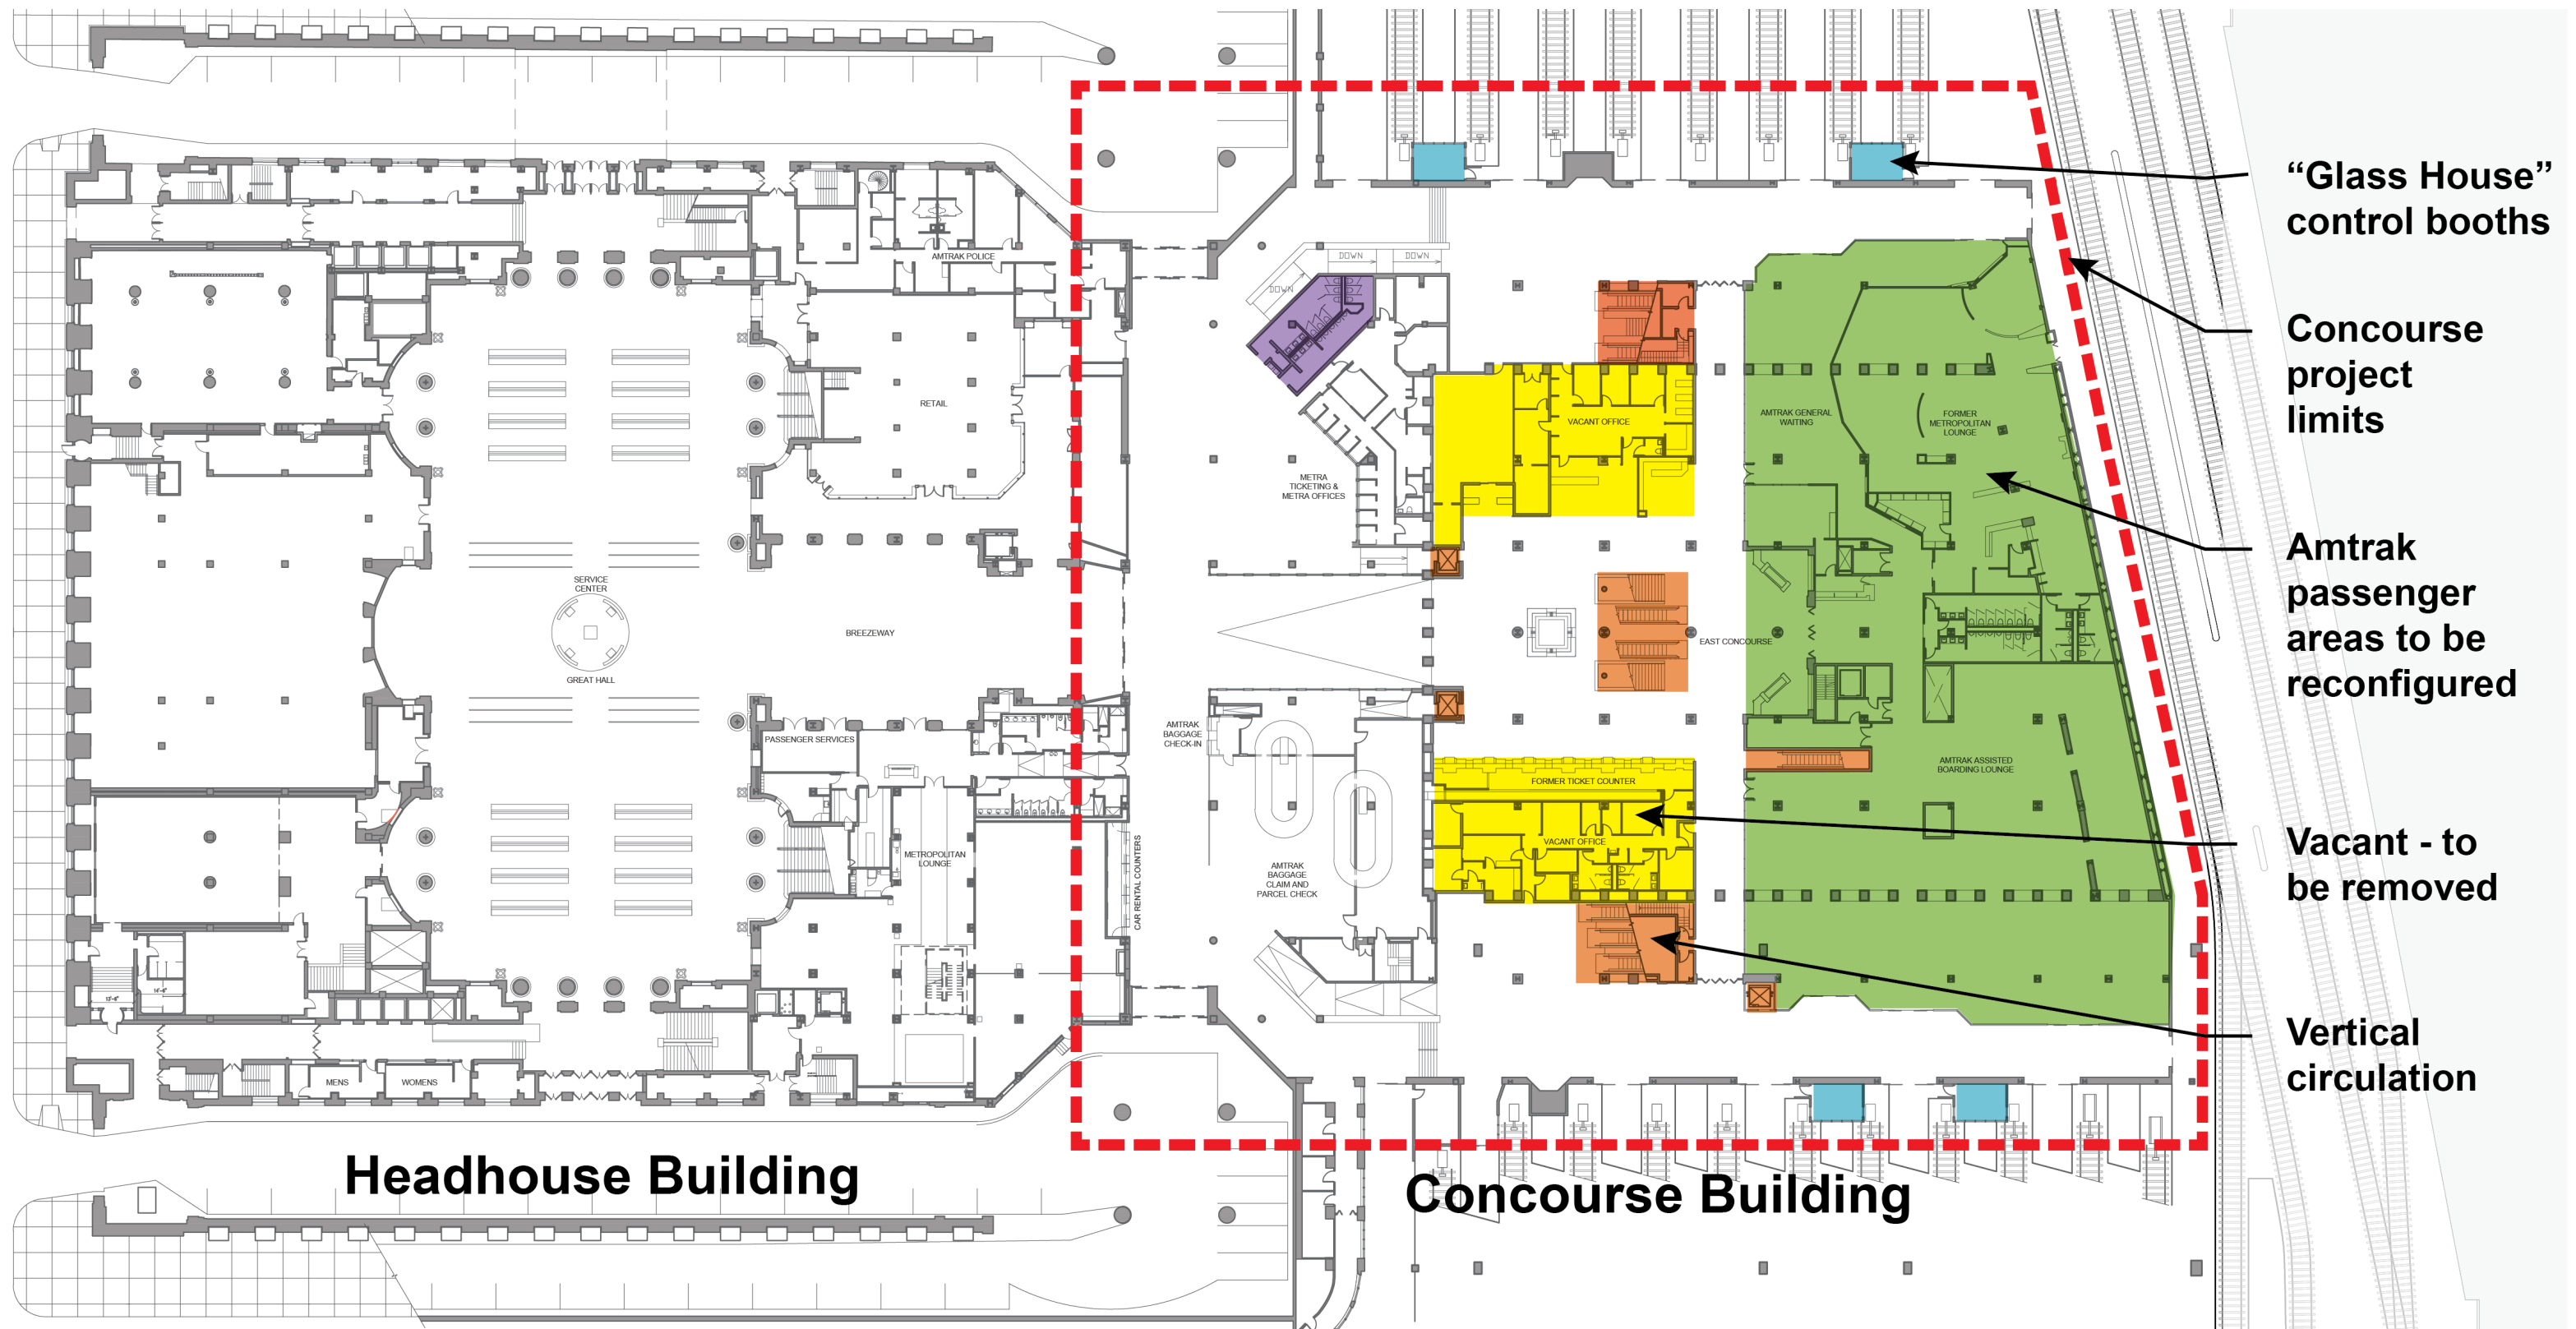 “Glass House”
control booths
Concourse
project
limits
Amtrak
passenger
areas to be
reconfigured
Vacant - to
be removed
Vertical
circulation
AMTRAK POLICE
DOWN
DOWN
DOWN
RETAIL
METRA
TICKETING &
METRA OFFICES
VACANT OFFICE
AMTRAK GENERAL
WAITING
FORMER
METROPOLITAN
LOUNGE
SERVICE
CENTER
GREAT HALL
BREEZEWAY
EAST CONCOURSE
PASSENGER SERVICES
AMTRAK
BAGGAGE
CHECK-IN
FORMER TICKET COUNTER
VACANT OFFICE
AMTRAK ASSISTED
BOARDING LOUNGE
METROPOLITAN
LOUNGE
CAR RENTAL COUNTERS
AMTRAK
BAGGAGE
CLAIM AND
PARCEL CHECK
MENS
WOMENS
Headhouse Building
Concourse Building